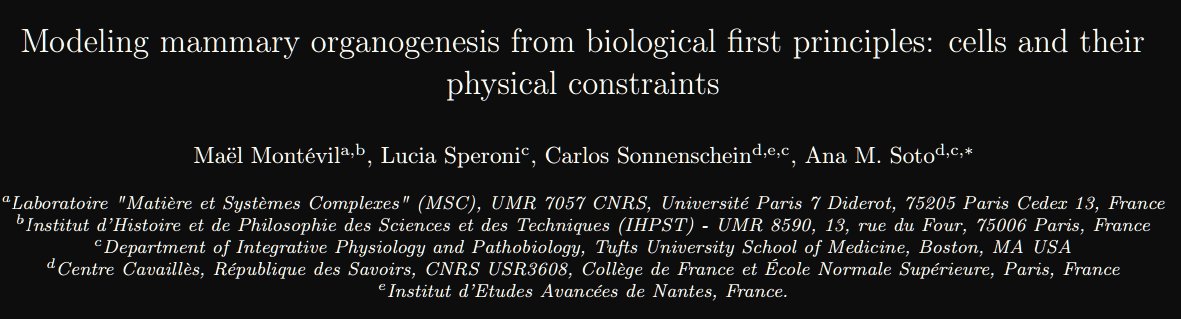 Modeling mammary organogenesis from biological first principles: cells and their
physical constraints
Maël Montévilᵃ,ᵇ, Lucia Speroniᶜ, Carlos Sonnenscheinᵈ,ᵉ,ᶜ, Ana M. Sotoᵈ,ᶜ,*
ᵃLaboratoire "Matière et Systèmes Complexes" (MSC), UMR 7057 CNRS, Université Paris 7 Diderot, 75205 Paris Cedex 13, France
ᵇInstitut d'Histoire et de Philosophie des Sciences et des Techniques (IHPST) - UMR 8590, 13, rue du Four, 75006 Paris, France
ᶜDepartment of Integrative Physiology and Pathobiology, Tufts University School of Medicine, Boston, MA USA
ᵈCentre Cavaillès, République des Savoirs, CNRS USR3608, Collège de France et École Normale Supérieure, Paris, France
ᵉInstitut d'Etudes Avancées de Nantes, France.